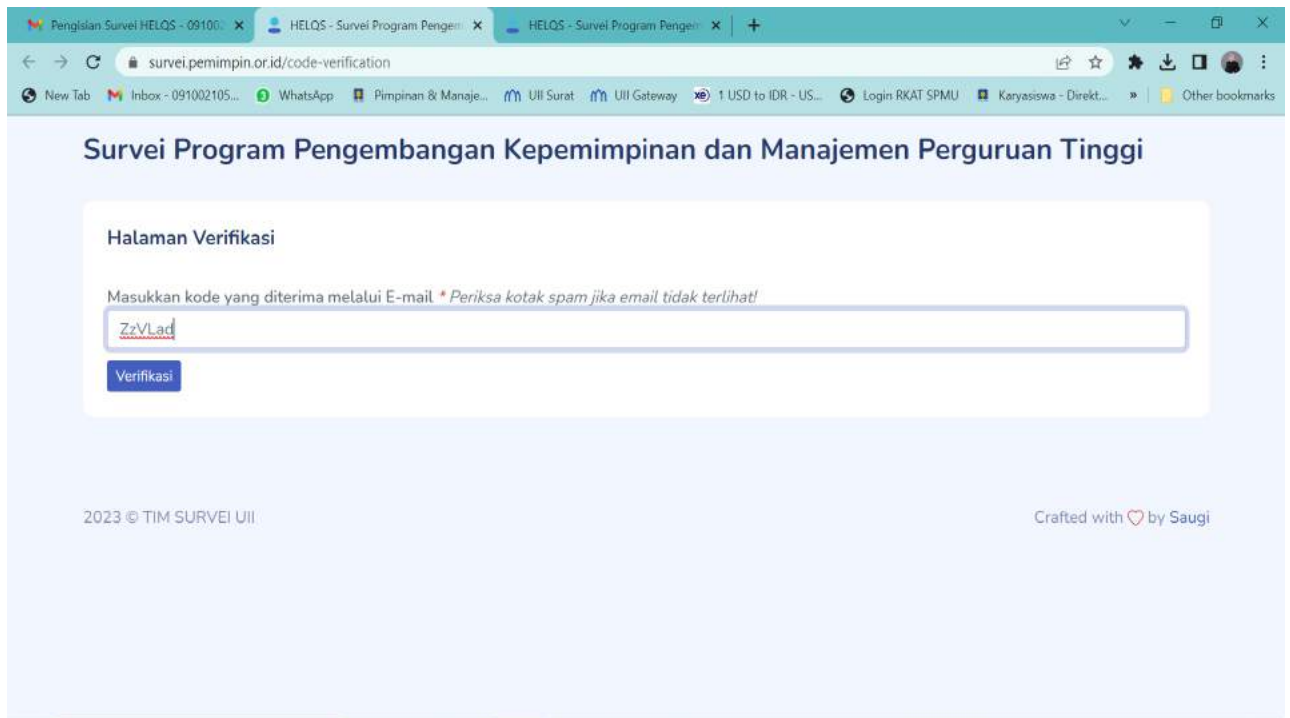 Pengisian Survei HELQS - 09100
HELQS - Survei Program Pengem
HELQS - Survei Program Pengem
survei.pemimpin.or.id/code-verification
New Tab
Inbox - 091002105...
WhatsApp
Pimpinan & Manaje...
UII Surat
UII Gateway
1 USD to IDR - US...
Login RKAT SPMU
Karyasiswa - Direkt...
»
Other bookmarks
Survei Program Pengembangan Kepemimpinan dan Manajemen Perguruan Tinggi
Halaman Verifikasi
Masukkan kode yang diterima melalui E-mail * Periksa kotak spam jika email tidak terlihat!
ZzVLad
Verifikasi
2023 © TIM SURVEI UII
Crafted with ♡ by Saugi